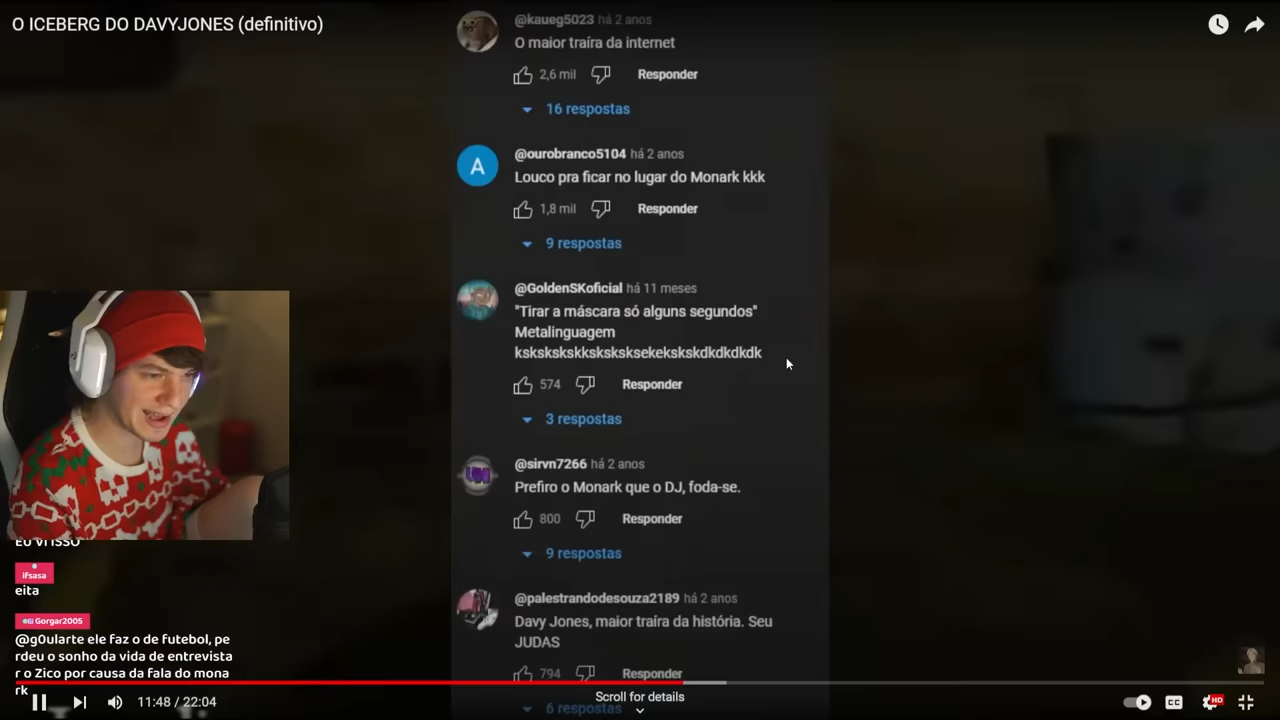 O ICEBERG DO DAVYJONES (definitivo)
@kaueg5023 há 2 anos
O maior traíra da internet
2,6 mil
Responder
16 respostas
A
@ourobranco5104 há 2 anos
Louco pra ficar no lugar do Monark kkk
1,8 mil
Responder
9 respostas
@GoldenSKoficial há 11 meses
"Tirar a máscara só alguns segundos"
Metalinguagem
kskskskskkskskskseksksksdkdkdkdk
574
Responder
3 respostas
@sirvn7266 há 2 anos
Prefiro o Monark que o DJ, foda-se.
800
Responder
9 respostas
@palestrandodesouza2189 há 2 anos
Davy Jones, maior traíra da história. Seu
JUDAS
794
Responder
6 respostas
EU VI ISSO
ifsasa
eita
Gorgar2005
@g0ularte ele faz o de futebol, pe
rdeu o sonho da vida de entrevista
r o Zico por causa da fala do mona
rk
11:48 / 22:04
Scroll for details
CC
HD